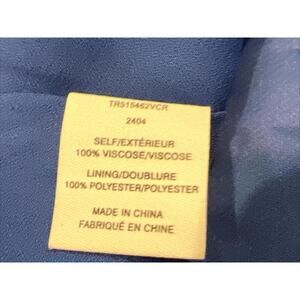 TR515462VCR
2404
SELF/EXTÉRIEUR
100% VISCOSE/VISCOSE
LINING/DOUBLURE
100% POLYESTER/POLYESTER
MADE IN CHINA
FABRIQUÉ EN CHINE